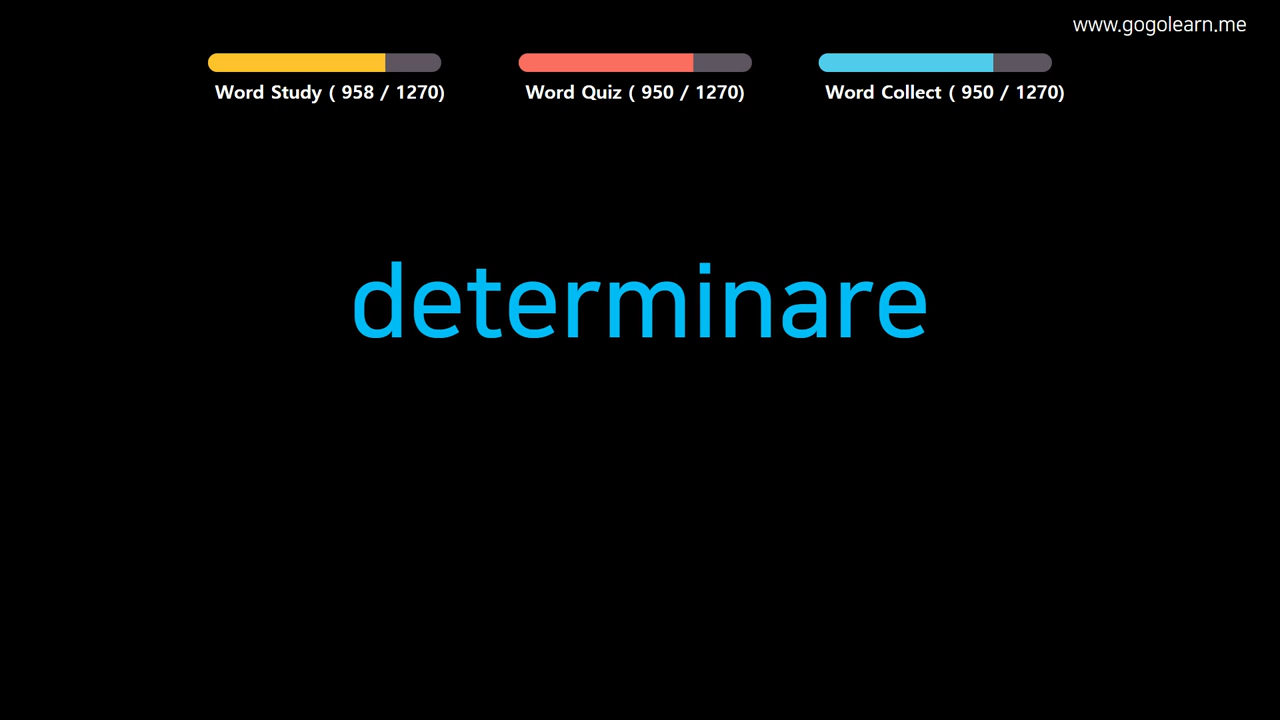 www.gogolearn.me
Word Study ( 958 / 1270)
Word Quiz ( 950 / 1270)
Word Collect ( 950 / 1270)
determinare